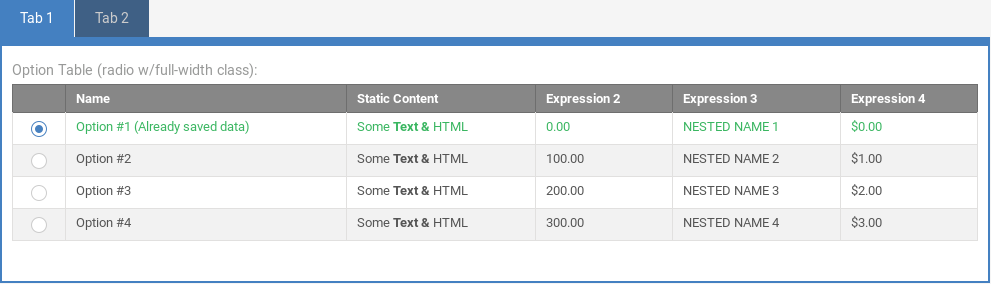 Tab 1 Tab 2
Option Table (radio w/full-width class):
Name Static Content Expression 2 Expression 3 Expression 4
Option #1 (Already saved data) Some Text & HTML 0.00 NESTED NAME 1 $0.00
Option #2 Some Text & HTML 100.00 NESTED NAME 2 $1.00
Option #3 Some Text & HTML 200.00 NESTED NAME 3 $2.00
Option #4 Some Text & HTML 300.00 NESTED NAME 4 $3.00